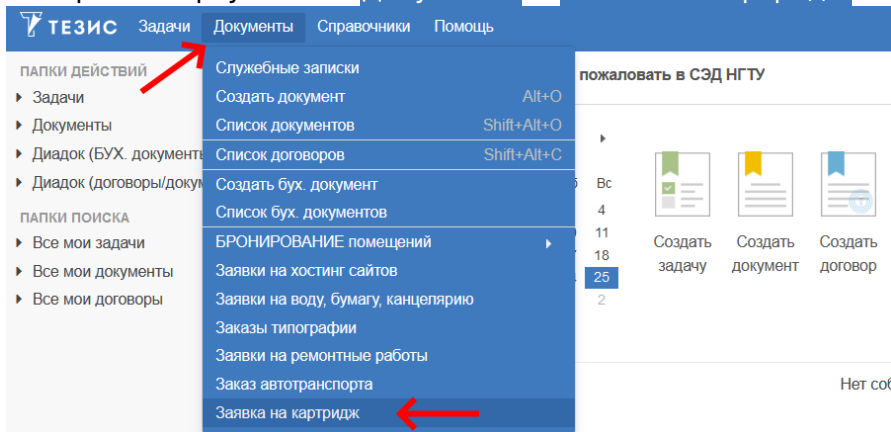 ТЕЗИС Задачи Документы Справочники Помощь
ПАПКИ ДЕЙСТВИЙ
Задачи
Документы
Диадок (БУХ. документ
Диадок (договоры/докум
ПАПКИ ПОИСКА
Все мои задачи
Все мои документы
Все мои договоры
Служебные записки
Создать документ Alt+O
Список документов Shift+Alt+O
Список договоров Shift+Alt+C
Создать бух. документ
Список бух. документов
БРОНИРОВАНИЕ помещений
Заявки на хостинг сайтов
Заявки на воду, бумагу, канцелярию
Заказы типографии
Заявки на ремонтные работы
Заказ автотранспорта
Заявка на картридж
пожаловать в СЭД НГТУ
Вс
4
11
18
25
2
Создать задачу
Создать документ
Создать договор
Нет соб